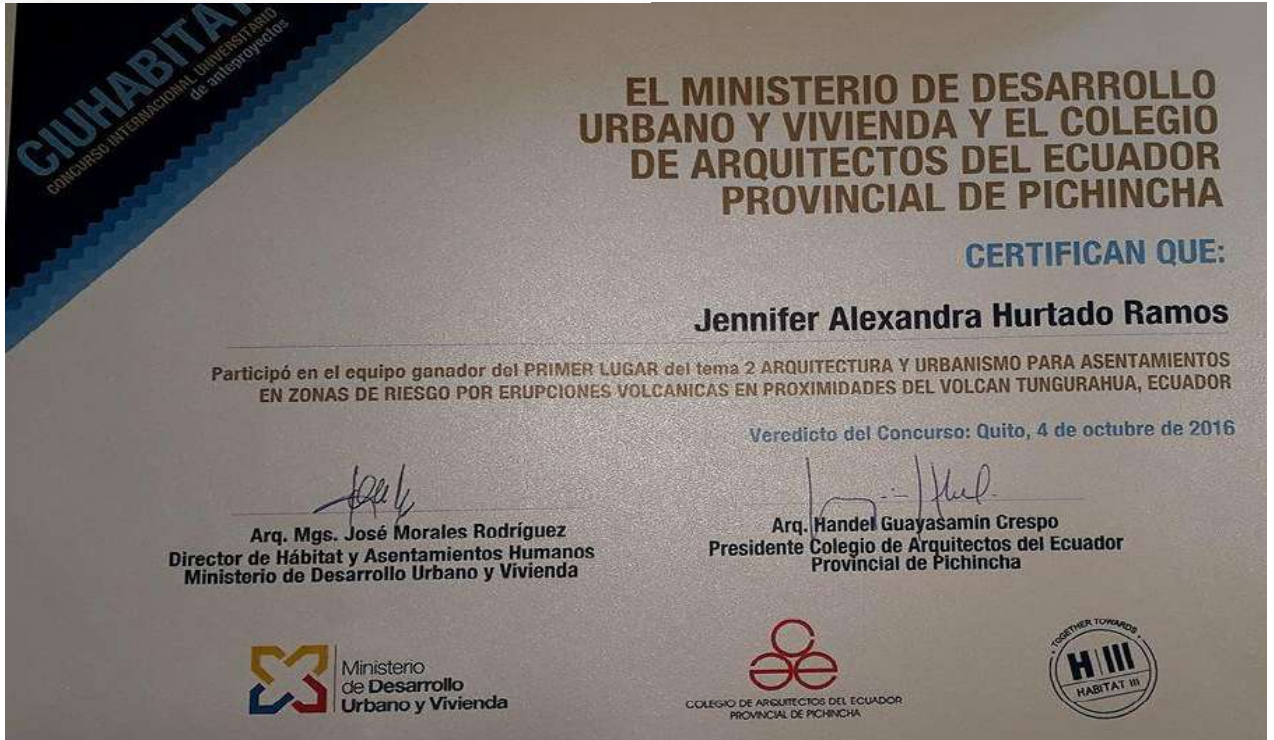 CIUHABITAT
CONCURSO INTERNACIONAL UNIVERSITARIO
de anteproyectos
EL MINISTERIO DE DESARROLLO
URBANO Y VIVIENDA Y EL COLEGIO
DE ARQUITECTOS DEL ECUADOR
PROVINCIAL DE PICHINCHA
CERTIFICAN QUE:
Jennifer Alexandra Hurtado Ramos
Participó en el equipo ganador del PRIMER LUGAR del tema 2 ARQUITECTURA Y URBANISMO PARA ASENTAMIENTOS
EN ZONAS DE RIESGO POR ERUPCIONES VOLCANICAS EN PROXIMIDADES DEL VOLCAN TUNGURAHUA, ECUADOR
Veredicto del Concurso: Quito, 4 de octubre de 2016
Arq. Mgs. José Morales Rodríguez
Director de Hábitat y Asentamientos Humanos
Ministerio de Desarrollo Urbano y Vivienda
Arq. Handel Guayasamín Crespo
Presidente Colegio de Arquitectos del Ecuador
Provincial de Pichincha
Ministerio
de Desarrollo
Urbano y Vivienda
COLEGIO DE ARQUITECTOS DEL ECUADOR
PROVINCIAL DE PICHINCHA
TOGETHER TOWARDS
H III
HABITAT III